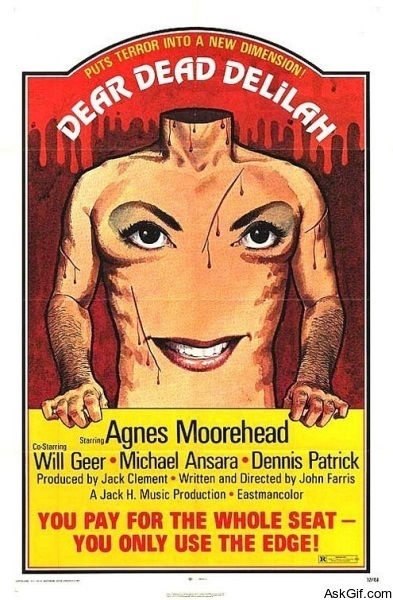 PUTS TERROR INTO A NEW DIMENSION!
DEAR DEAD DELILAH
Starring Agnes Moorehead
Co-Starring
Will Geer • Michael Ansara • Dennis Patrick
Produced by Jack Clement • Written and Directed by John Farris
A Jack H. Music Production • Eastmancolor
YOU PAY FOR THE WHOLE SEAT —
YOU ONLY USE THE EDGE!
R
AskGif.com